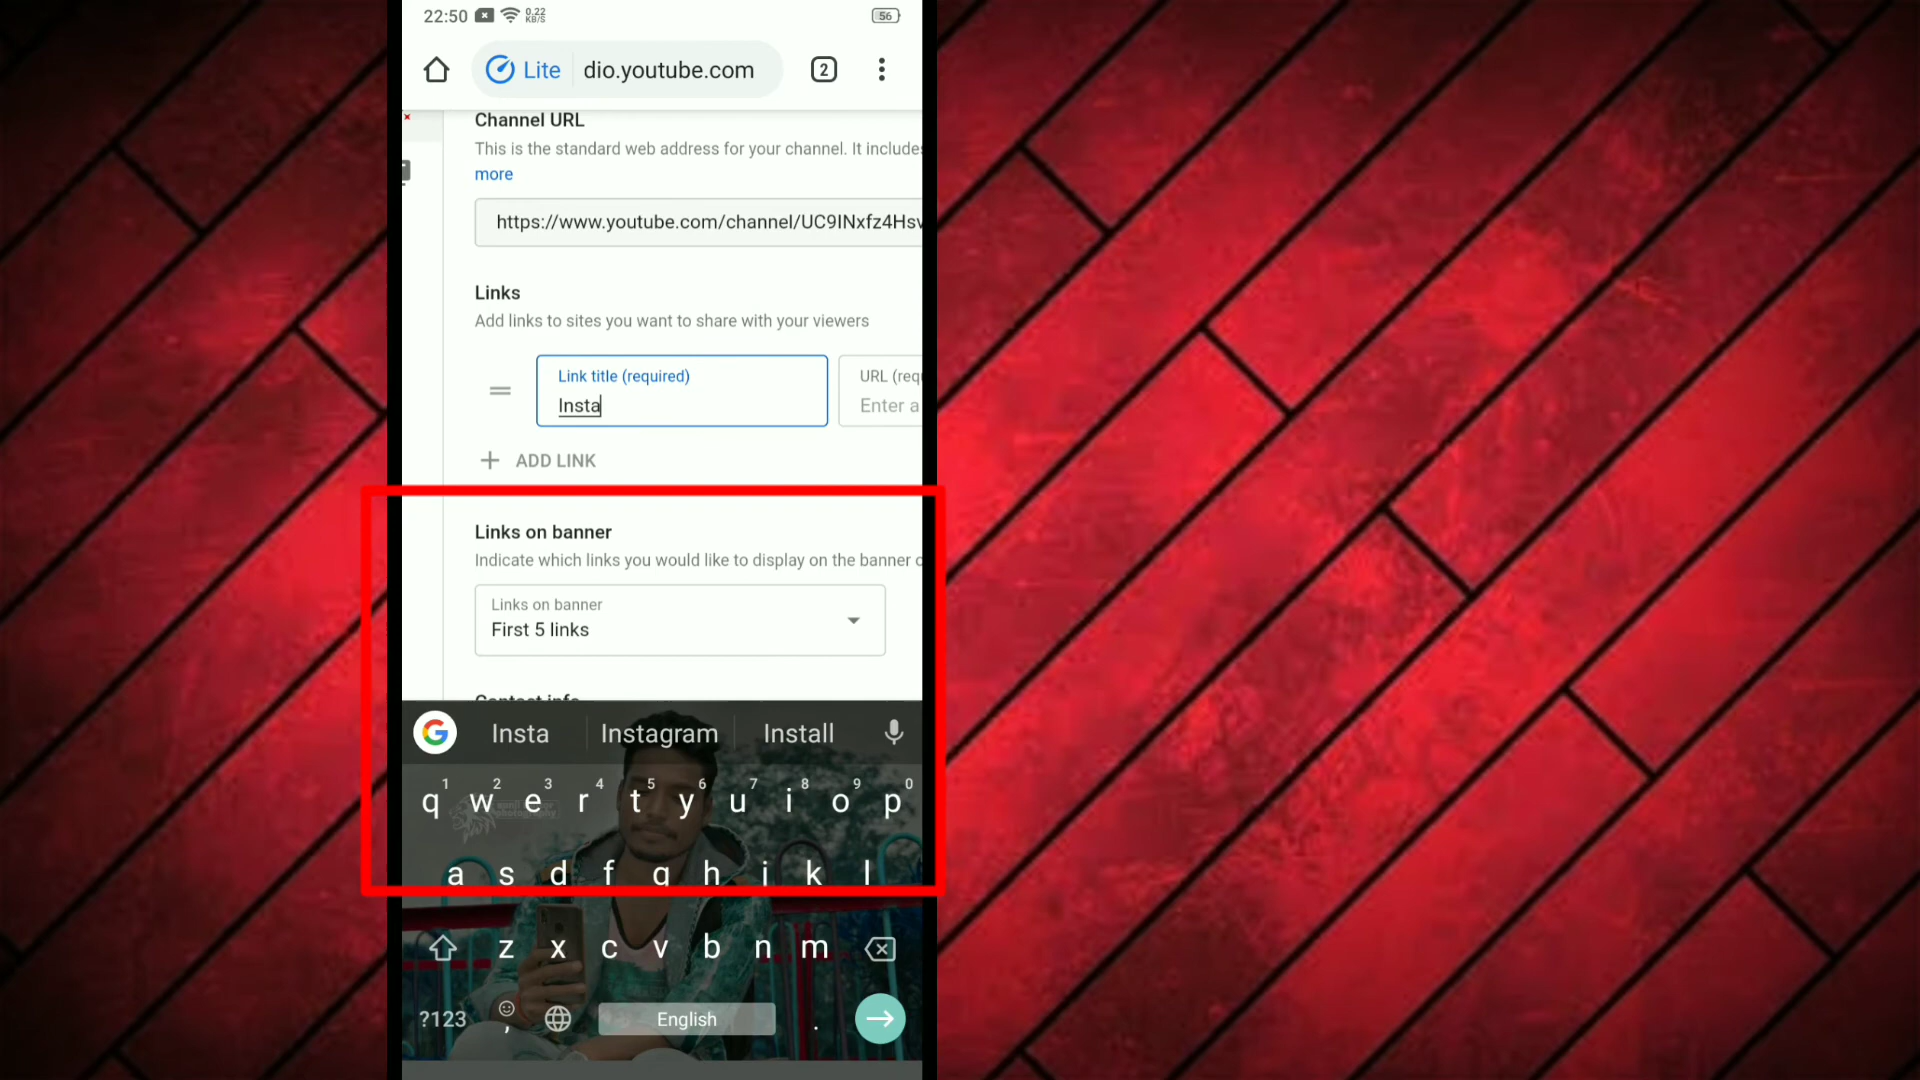 22:50 0.22 KB/S 56
Lite dio.youtube.com 2
Channel URL
This is the standard web address for your channel. It include
more
https://www.youtube.com/channel/UC9INxfz4Hsv
Links
Add links to sites you want to share with your viewers
Link title (required) URL (req
Insta Enter a
ADD LINK
Links on banner
Indicate which links you would like to display on the banner
Links on banner
First 5 links
Contact info
Insta Instagram Install
1 2 3 4 5 6 7 8 9 0
q w e r t y u i o p
a s d f g h j k l
z x c v b n m
?123 , English .